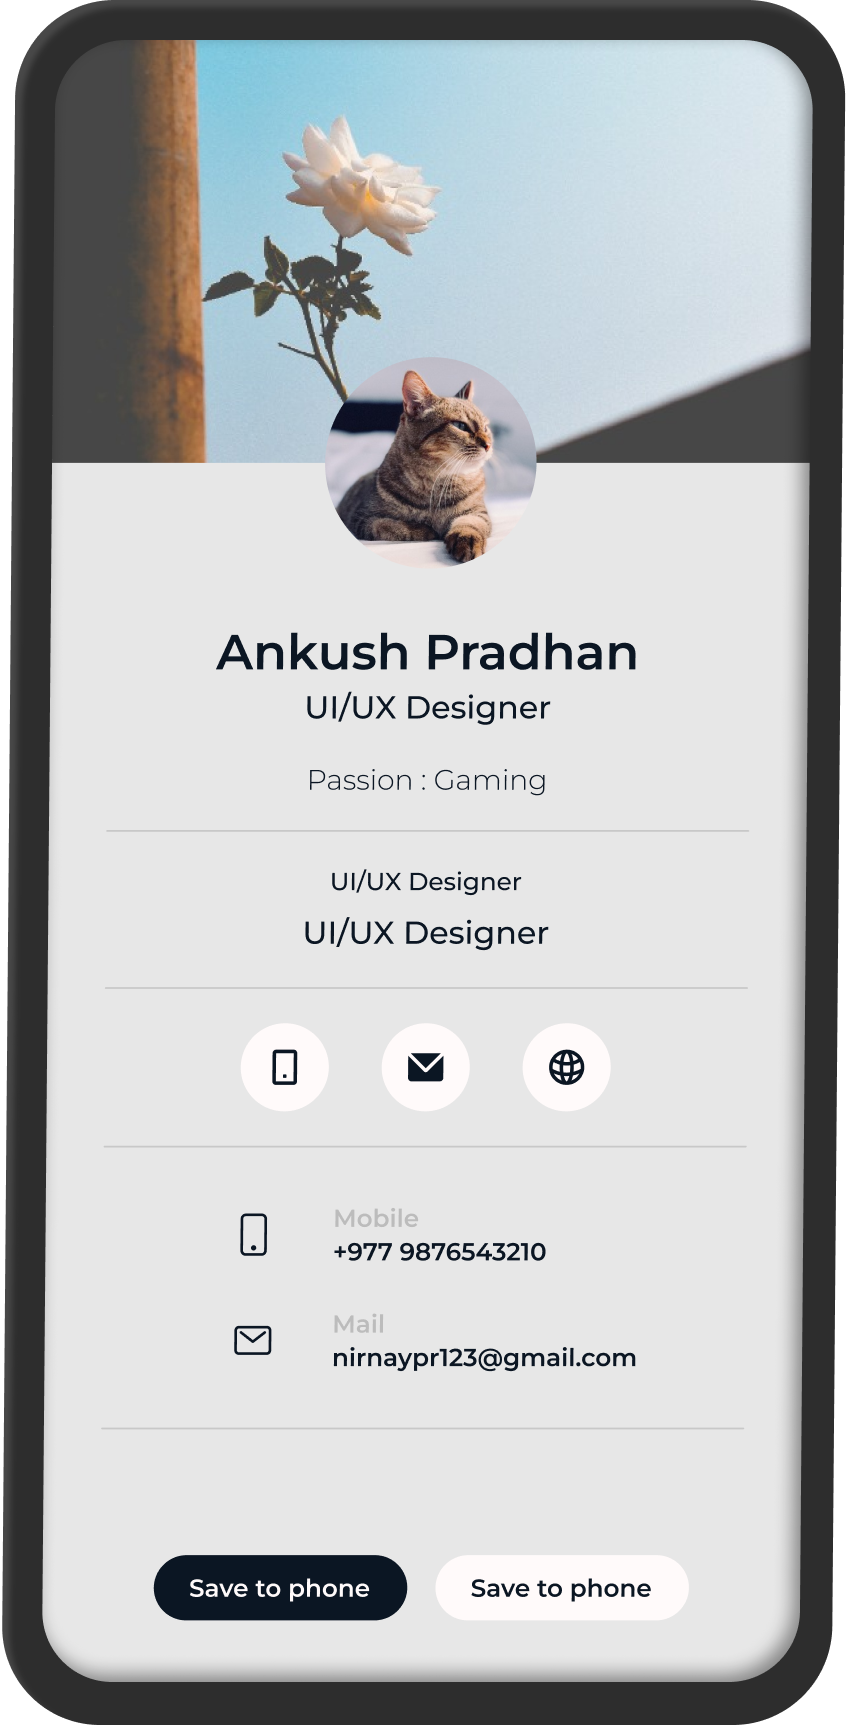 Ankush Pradhan
UI/UX Designer
Passion : Gaming
UI/UX Designer
UI/UX Designer
Mobile
+977 9876543210
Mail
nirnaypr123@gmail.com
Save to phone
Save to phone